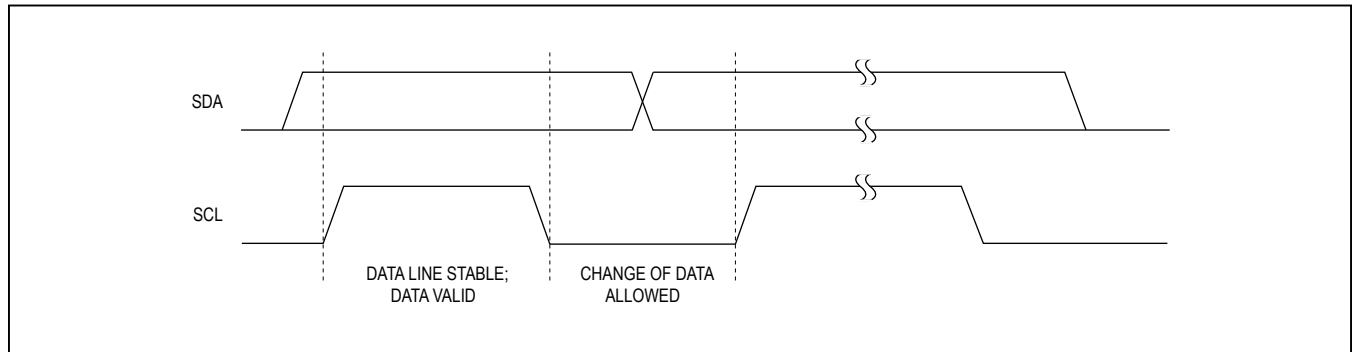 SDA
SCL
DATA LINE STABLE;
DATA VALID
CHANGE OF DATA
ALLOWED